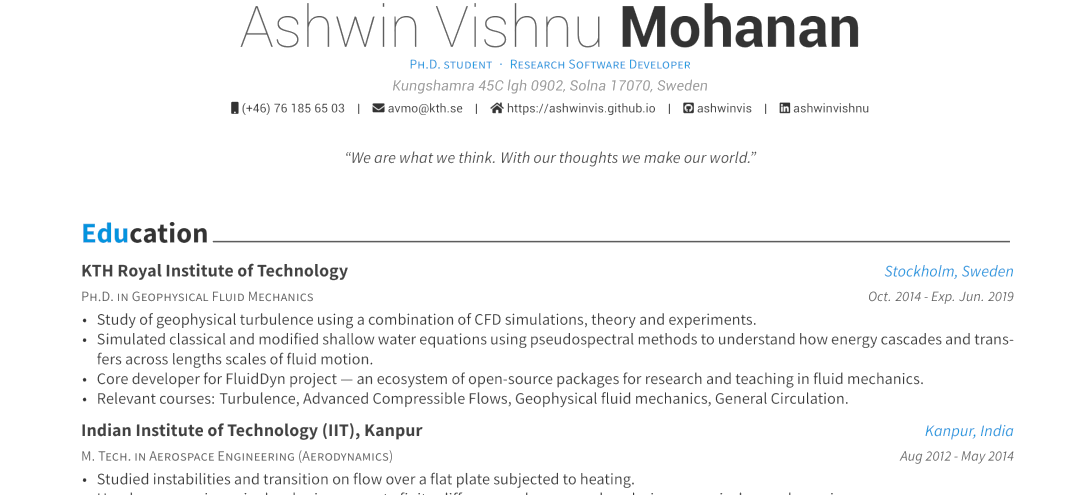 Ashwin Vishnu Mohanan
Ph.D. student · Research Software Developer
Kungshamra 45C lgh 0902, Solna 17070, Sweden
(+46) 76 185 65 03 | avmo@kth.se | https://ashwinvis.github.io | ashwinvis | ashwinvishnu
“We are what we think. With our thoughts we make our world.”
Education
KTH Royal Institute of Technology Stockholm, Sweden
Ph.D. in Geophysical Fluid Mechanics Oct. 2014 - Exp. Jun. 2019
• Study of geophysical turbulence using a combination of CFD simulations, theory and experiments.
• Simulated classical and modified shallow water equations using pseudospectral methods to understand how energy cascades and trans-
fers across lengths scales of fluid motion.
• Core developer for FluidDyn project — an ecosystem of open-source packages for research and teaching in fluid mechanics.
• Relevant courses: Turbulence, Advanced Compressible Flows, Geophysical fluid mechanics, General Circulation.
Indian Institute of Technology (IIT), Kanpur Kanpur, India
M. Tech. in Aerospace Engineering (Aerodynamics) Aug 2012 - May 2014
• Studied instabilities and transition on flow over a flat plate subjected to heating.